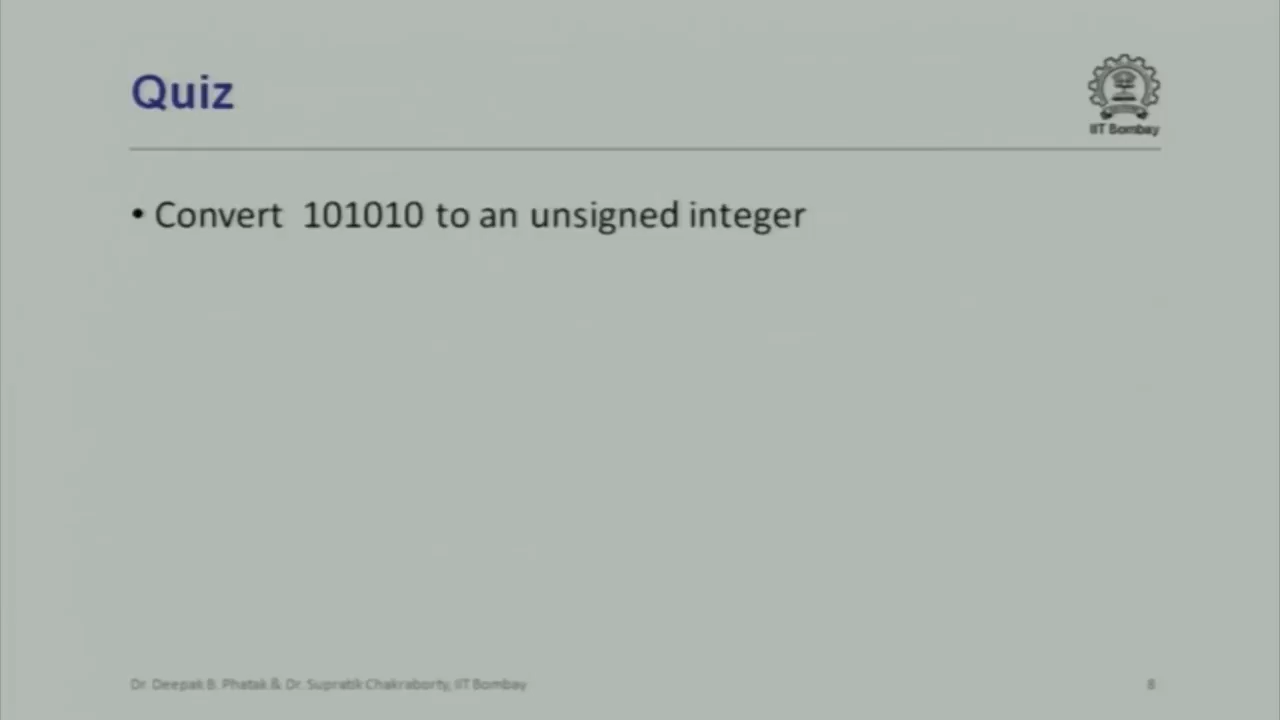 Quiz
IIT Bombay
• Convert 101010 to an unsigned integer
Dr. Deepak B. Phatak & Dr. Supratik Chakraborty, IIT Bombay
8